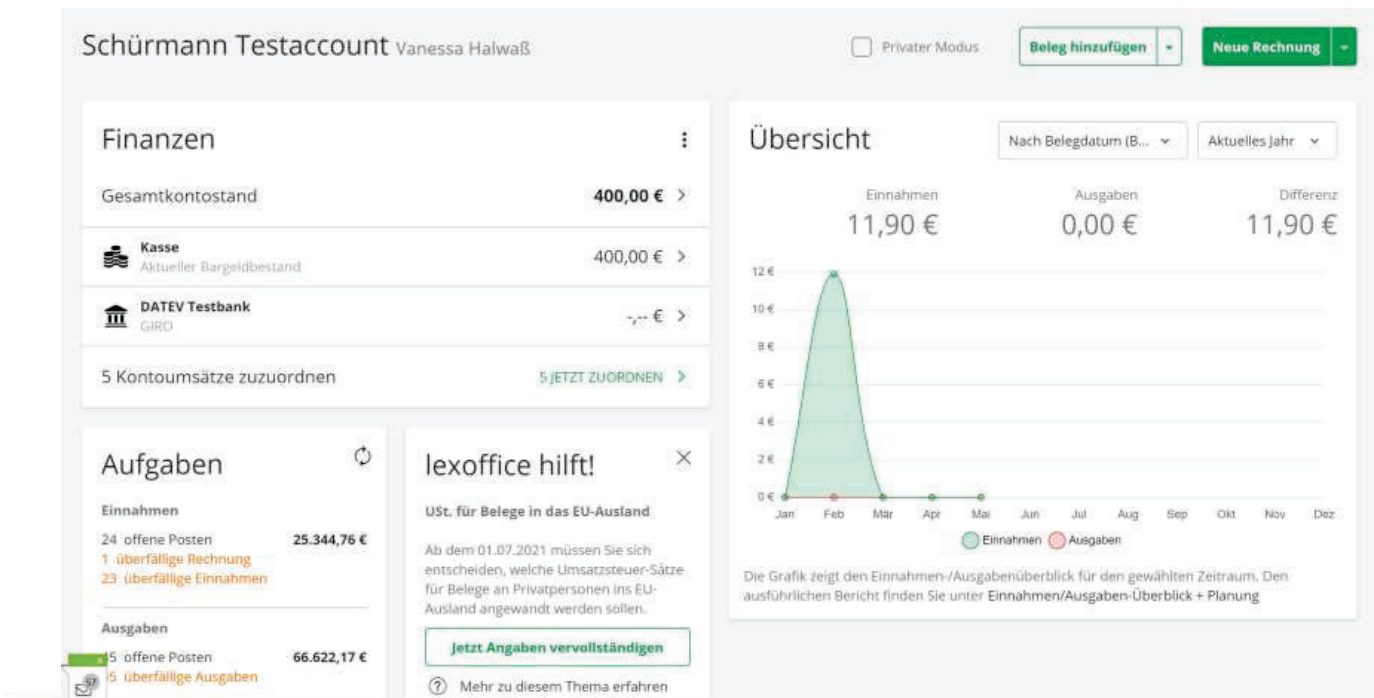 Schürmann Testaccount Vanessa Halwaß
Privater Modus
Beleg hinzufügen
Neue Rechnung
Finanzen
Gesamtkontostand 400,00 €
Kasse
Aktueller Bargeldbestand
400,00 €
DATEV Testbank
GIRO
-,-- €
5 Kontoumsätze zuzuordnen
5 JETZT ZUORDNEN
Aufgaben
Einnahmen
24 offene Posten 25.344,76 €
1 überfällige Rechnung
23 überfällige Einnahmen
Ausgaben
offene Posten 66.622,17 €
überfällige Ausgaben
57
lexoffice hilft!
USt. für Belege in das EU-Ausland
Ab dem 01.07.2021 müssen Sie sich
entscheiden, welche Umsatzsteuer-Sätze
für Belege an Privatpersonen ins EU-
Ausland angewandt werden sollen.
Jetzt Angaben vervollständigen
Mehr zu diesem Thema erfahren
Übersicht
Nach Belegdatum (B...
Aktuelles Jahr
Einnahmen Ausgaben Differenz
11,90 € 0,00 € 11,90 €
12 €
10 €
8 €
6 €
4 €
2 €
0 €
Jan Feb Mär Apr Mai Jun Jul Aug Sep Okt Nov Dez
Einnahmen Ausgaben
Die Grafik zeigt den Einnahmen-/Ausgabenüberblick für den gewählten Zeitraum. Den
ausführlichen Bericht finden Sie unter Einnahmen/Ausgaben-Überblick + Planung